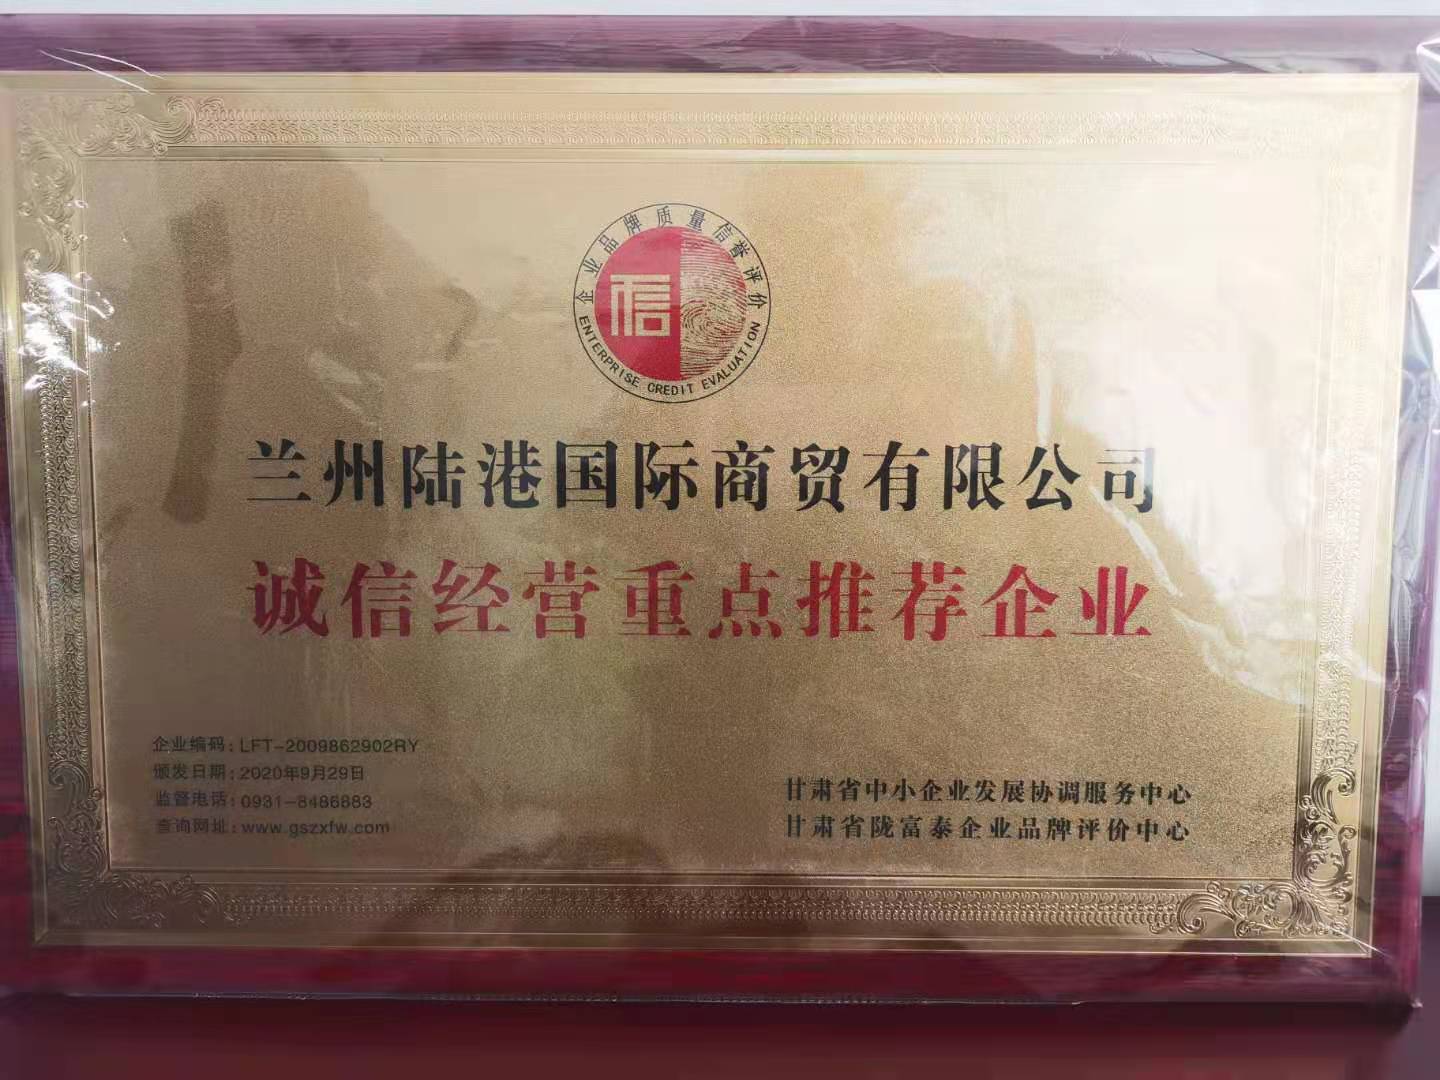 企业品牌质量信誉评价
信
ENTERPRISE CREDIT EVALUATION
兰州陆港国际商贸有限公司
诚信经营重点推荐企业
企业编码：LFT-2009862902RY
颁发日期：2020年9月29日
监督电话：0931-8486883
查询网址：www.gszxfw.com
甘肃省中小企业发展协调服务中心
甘肃省陇富泰企业品牌评价中心